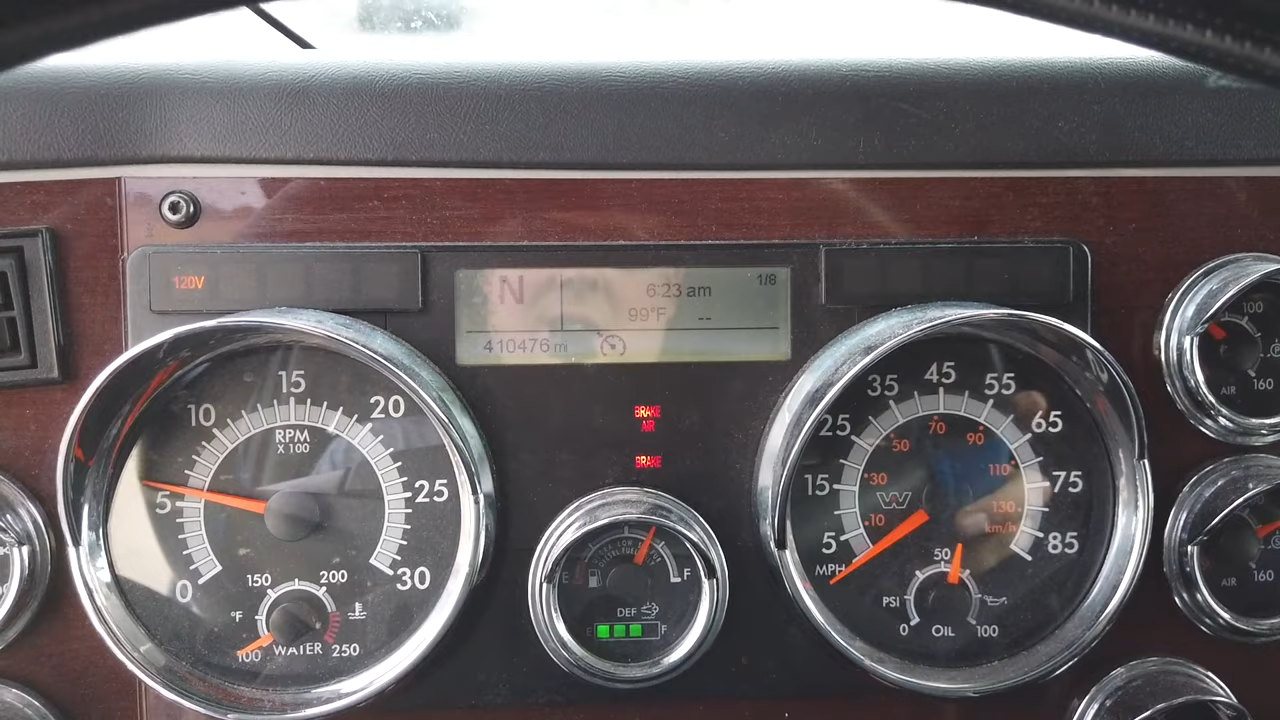 120V
N
6:23 am
1/8
99°F --
410476 mi
BRAKE
AIR
BRAKE
0
5
10
15
20
25
30
RPM
X 100
°F
100
150
200
250
WATER
E
F
DEF
E
F
5
15
25
35
45
55
65
75
85
MPH
10
30
50
70
90
110
130
km/h
W
PSI
0
50
100
OIL
100
AIR
160
AIR
160